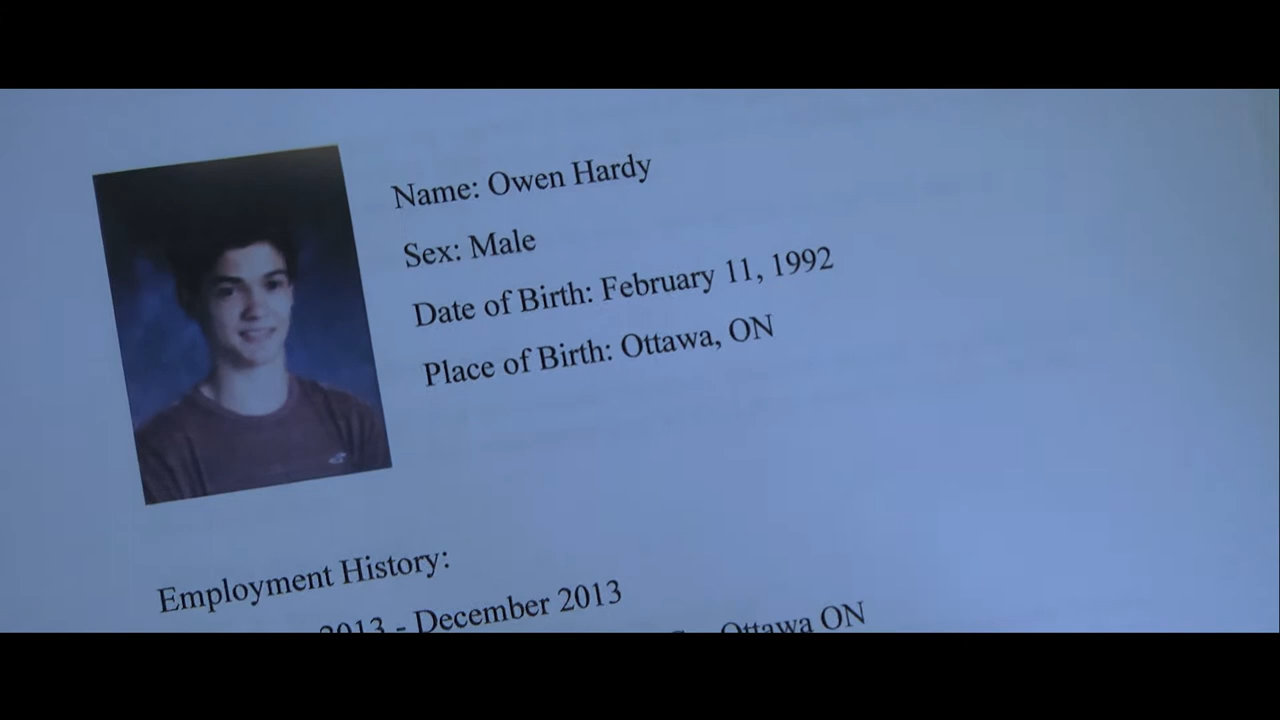 Name: Owen Hardy
Sex: Male
Date of Birth: February 11, 1992
Place of Birth: Ottawa, ON
Employment History:
2013 - December 2013
Ottawa ON